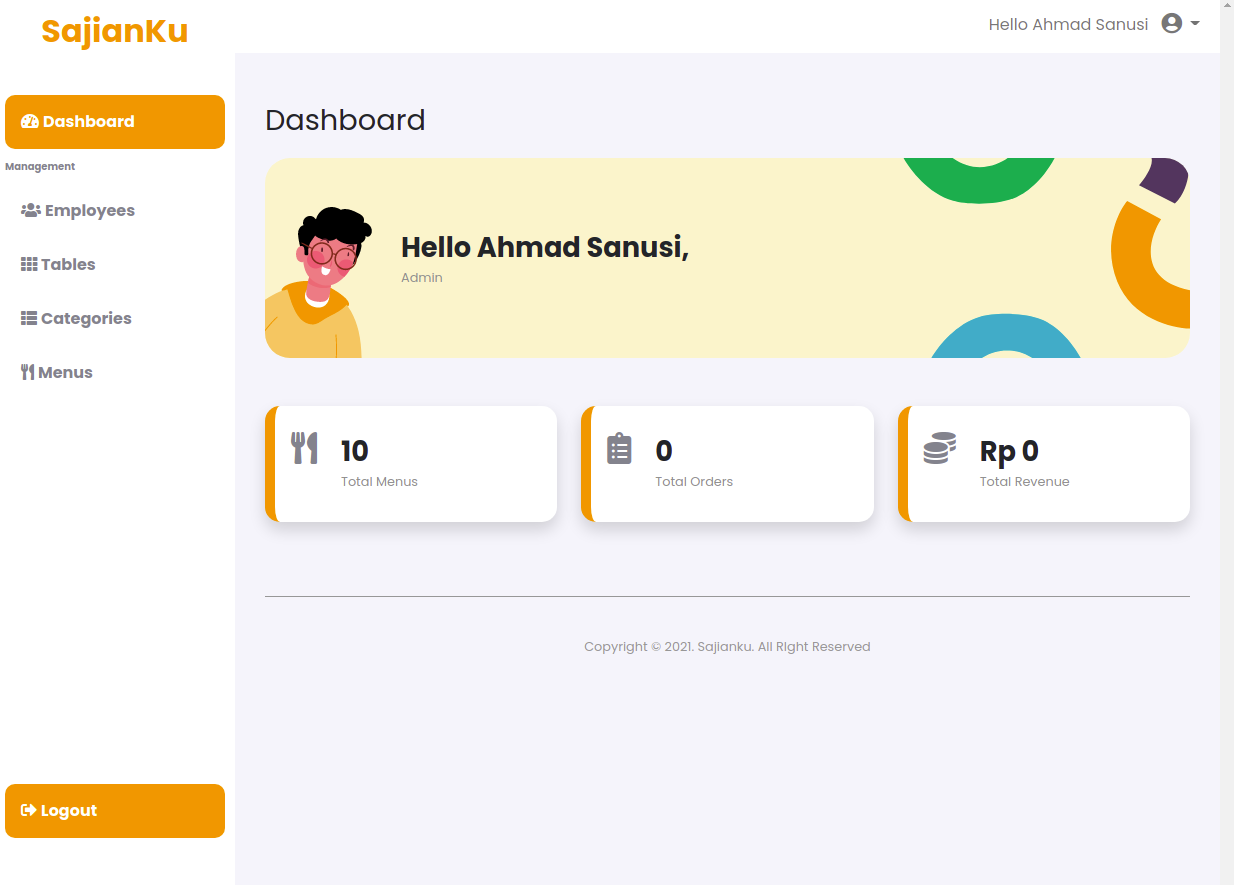 SajianKu
Hello Ahmad Sanusi
Dashboard
Management
Employees
Tables
Categories
Menus
Logout
Dashboard
Hello Ahmad Sanusi,
Admin
10
Total Menus
0
Total Orders
Rp 0
Total Revenue
Copyright © 2021. Sajianku. All Right Reserved